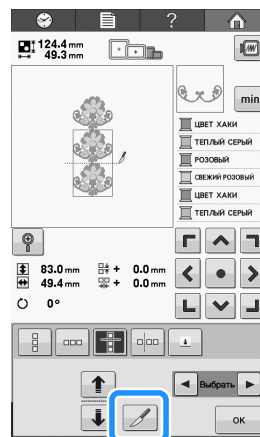 ?
124.4 mm
49.3 mm
min
ЦВЕТ ХАКИ
ТЕПЛЫЙ СЕРЫЙ
РОЗОВЫЙ
СВЕЖИЙ РОЗОВЫЙ
ЦВЕТ ХАКИ
ТЕПЛЫЙ СЕРЫЙ
83.0 mm + 0.0 mm
49.4 mm + 0.0 mm
0°
Выбрать
OK